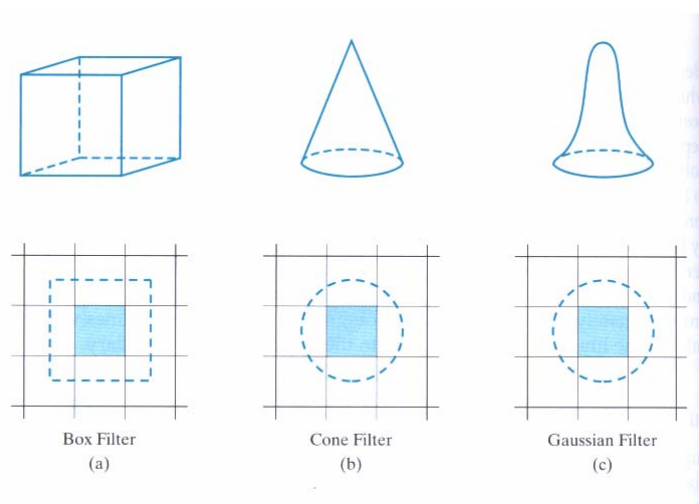 Box Filter
(a)
Cone Filter
(b)
Gaussian Filter
(c)